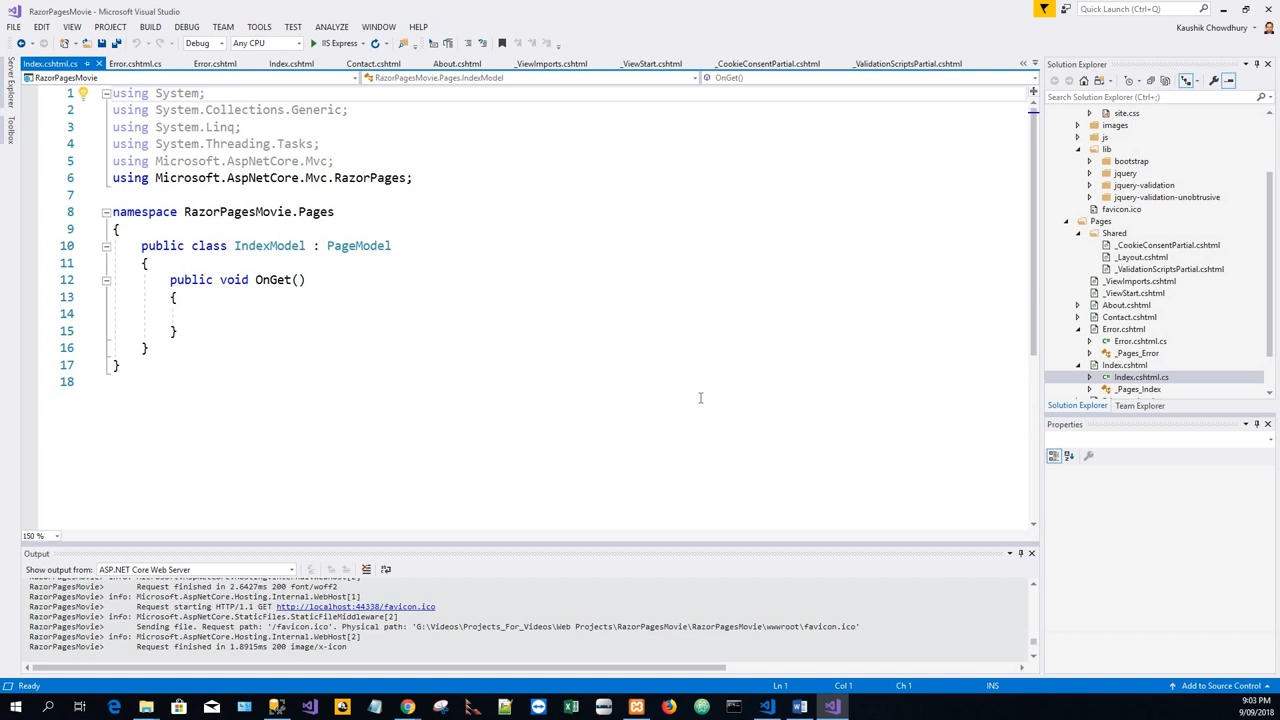 RazorPagesMovie - Microsoft Visual Studio
Quick Launch (Ctrl+Q)
FILE EDIT VIEW PROJECT BUILD DEBUG TEAM TOOLS TEST ANALYZE WINDOW HELP
Kaushik Chowdhury
Debug Any CPU IIS Express
Index.cshtml.cs Error.cshtml.cs Error.cshtml Index.cshtml Contact.cshtml About.cshtml _ViewImports.cshtml _ViewStart.cshtml _CookieConsentPartial.cshtml _ValidationScriptsPartial.cshtml
RazorPagesMovie RazorPagesMovie.Pages.IndexModel OnGet()
Server Explorer
Toolbox
1 using System;
2 using System.Collections.Generic;
3 using System.Linq;
4 using System.Threading.Tasks;
5 using Microsoft.AspNetCore.Mvc;
6 using Microsoft.AspNetCore.Mvc.RazorPages;
7
8 namespace RazorPagesMovie.Pages
9 {
10 public class IndexModel : PageModel
11 {
12 public void OnGet()
13 {
14
15 }
16 }
17 }
18
150 %
Solution Explorer
Search Solution Explorer (Ctrl+;)
site.css
images
js
lib
bootstrap
jquery
jquery-validation
jquery-validation-unobtrusive
favicon.ico
Pages
Shared
_CookieConsentPartial.cshtml
_Layout.cshtml
_ValidationScriptsPartial.cshtml
_ViewImports.cshtml
_ViewStart.cshtml
About.cshtml
Contact.cshtml
Error.cshtml
Error.cshtml.cs
_Pages_Error
Index.cshtml
Index.cshtml.cs
_Pages_Index
Solution Explorer Team Explorer
Properties
Output
Show output from: ASP.NET Core Web Server
RazorPagesMovie> Request finished in 2.6427ms 200 font/woff2
RazorPagesMovie> info: Microsoft.AspNetCore.Hosting.Internal.WebHost[1]
RazorPagesMovie> Request starting HTTP/1.1 GET http://localhost:44338/favicon.ico
RazorPagesMovie> info: Microsoft.AspNetCore.StaticFiles.StaticFileMiddleware[2]
RazorPagesMovie> Sending file. Request path: '/favicon.ico'. Physical path: 'G:\Videos\Projects_For_Videos\Web Projects\RazorPagesMovie\RazorPagesMovie\wwwroot\favicon.ico'
RazorPagesMovie> info: Microsoft.AspNetCore.Hosting.Internal.WebHost[2]
RazorPagesMovie> Request finished in 1.8915ms 200 image/x-icon
Ready Ln 1 Col 1 Ch 1 INS Add to Source Control
9:03 PM
9/09/2018